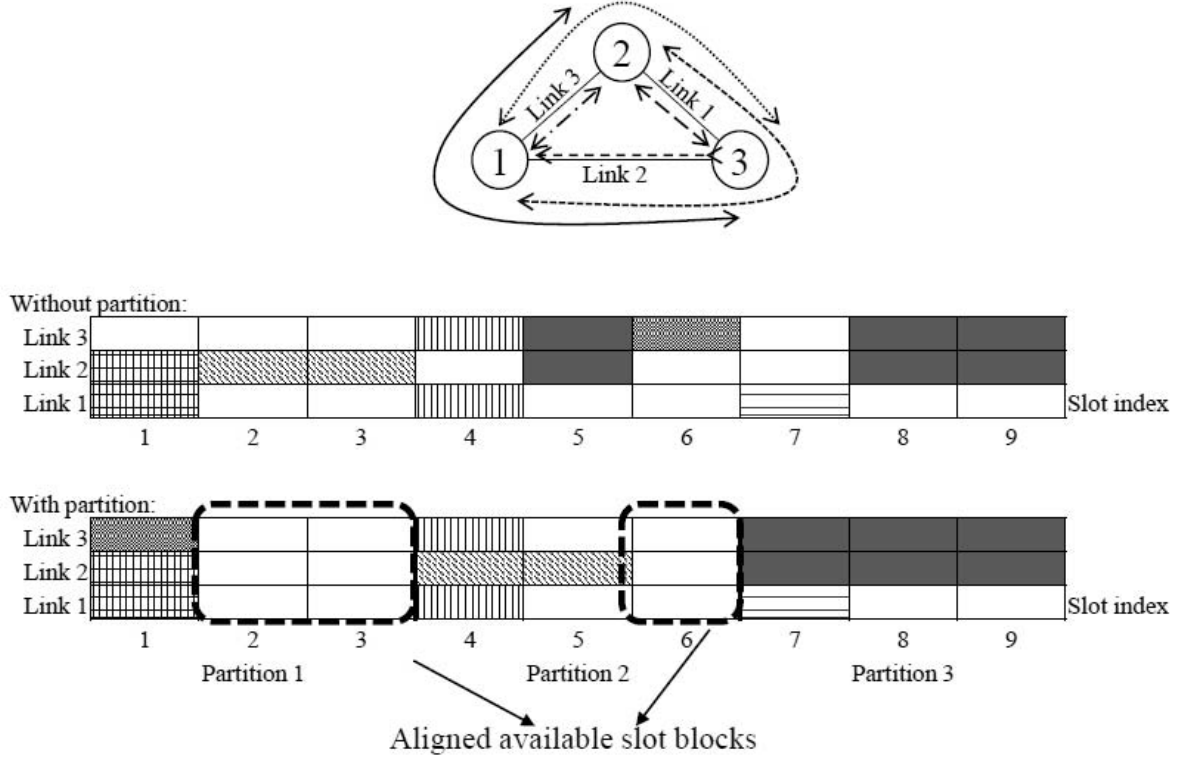 2
Link 3
Link 1
1
3
Link 2
Without partition:
Link 3
Link 2
Link 1
Slot index
1 2 3 4 5 6 7 8 9
With partition:
Link 3
Link 2
Link 1
Slot index
1 2 3 4 5 6 7 8 9
Partition 1 Partition 2 Partition 3
Aligned available slot blocks